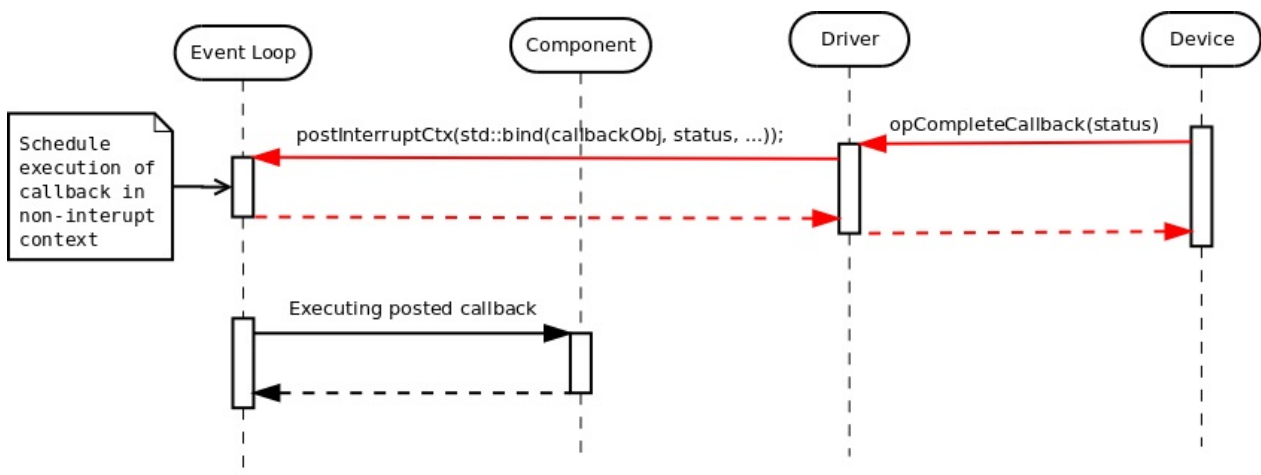 Event Loop
Component
Driver
Device
opCompleteCallback(status)
postInterruptCtx(std::bind(callbackObj, status, ...));
Schedule
execution of
callback in
non-interupt
context
Executing posted callback